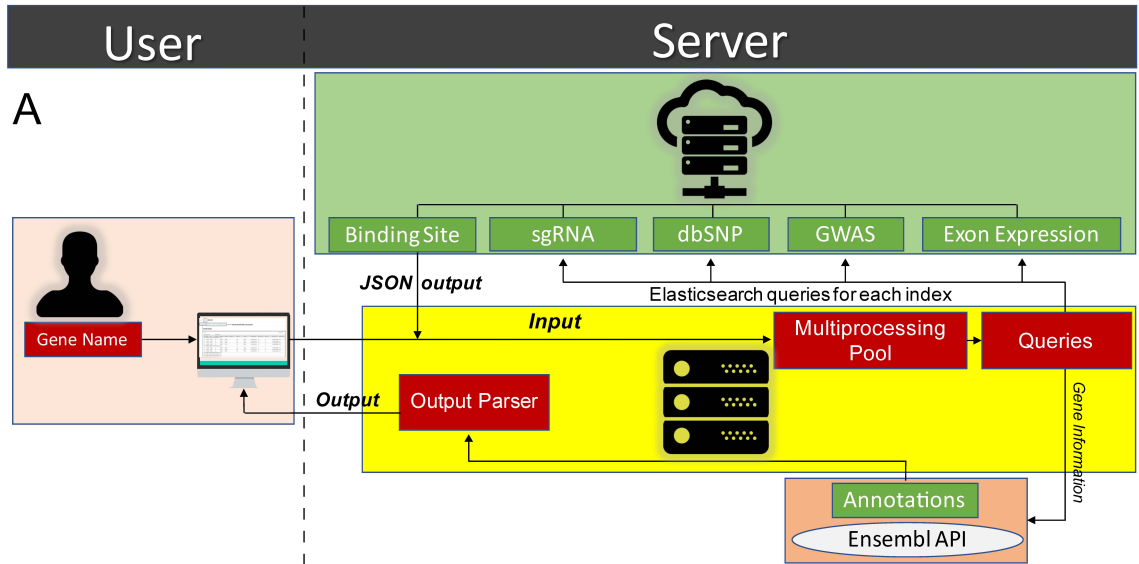 User
Server
A
Binding Site
sgRNA
dbSNP
GWAS
Exon Expression
JSON output
Elasticsearch queries for each index
Gene Name
Input
Multiprocessing
Pool
Queries
Output
Output Parser
Gene Information
Annotations
Ensembl API